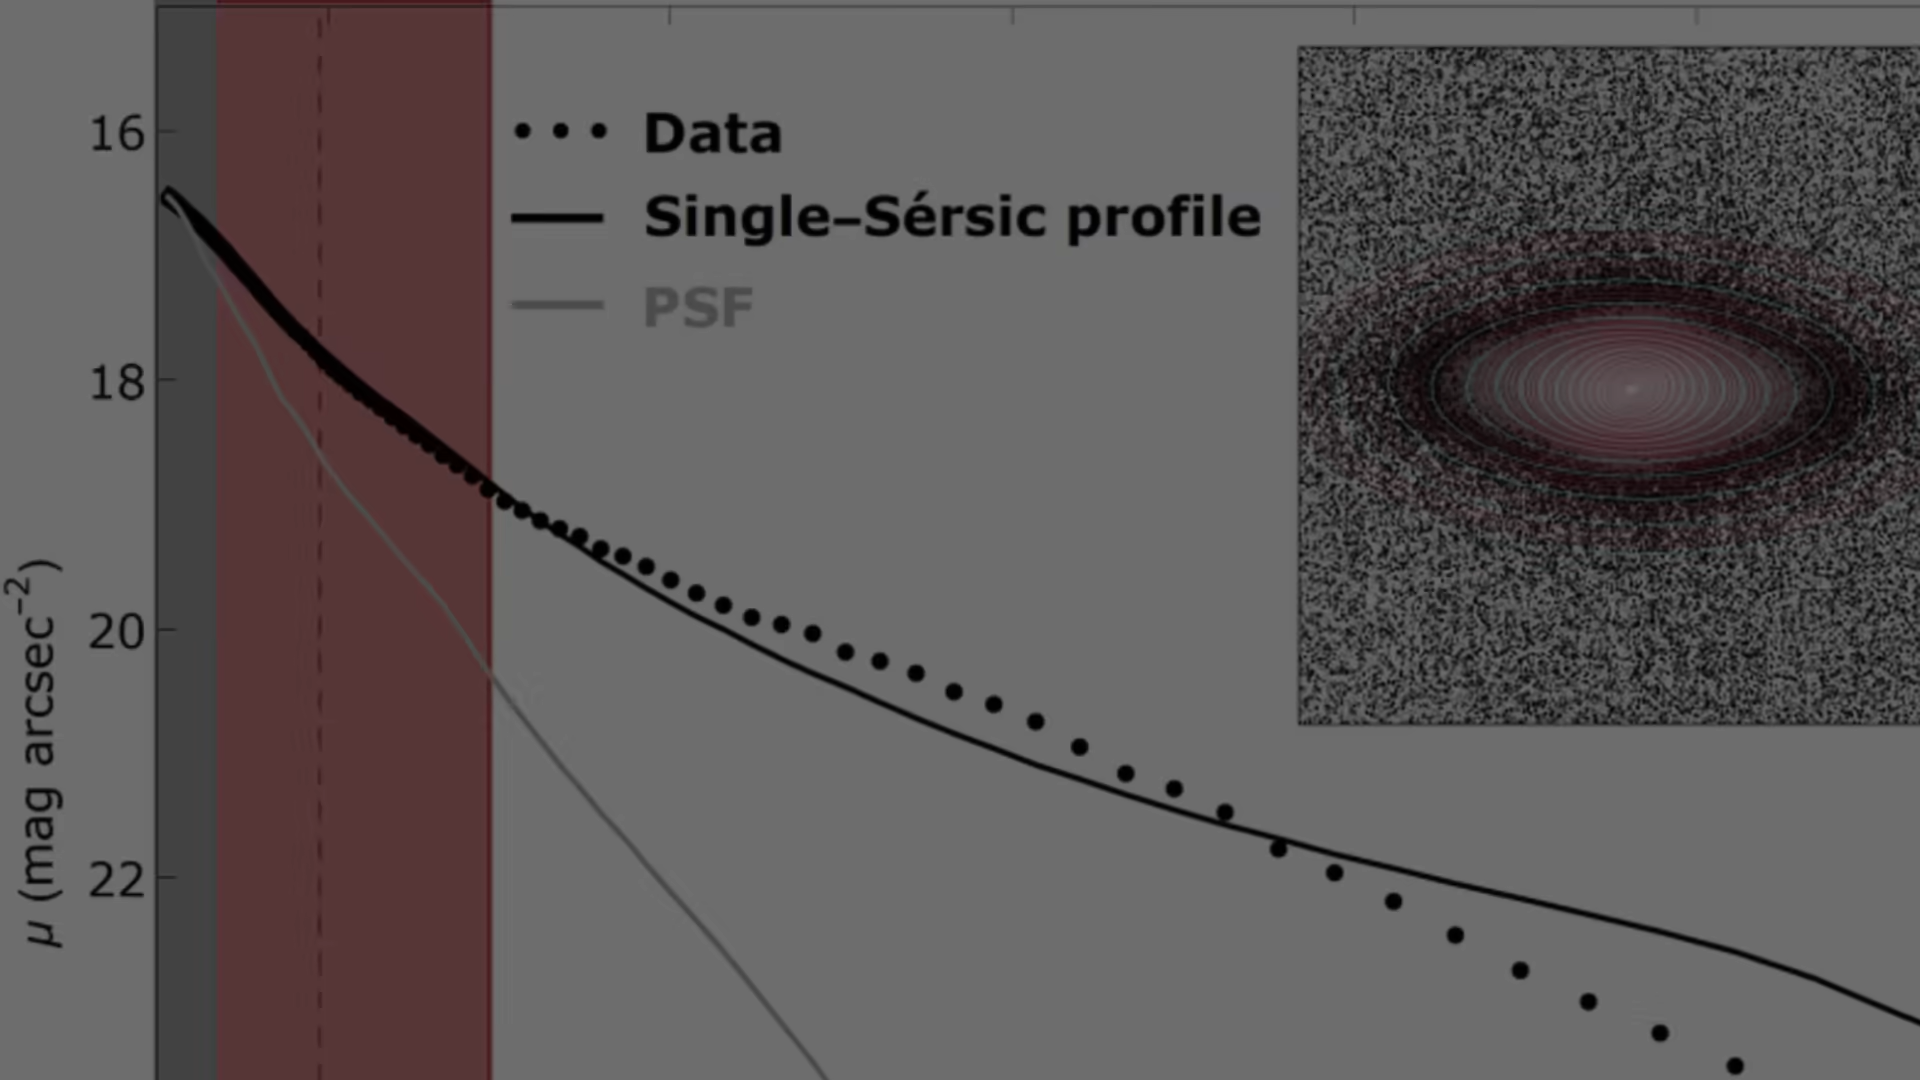 16
Data
Single–Sérsic profile
PSF
18
20
22
μ (mag arcsec⁻²)